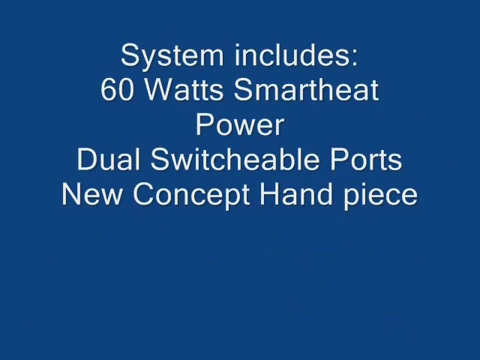 System includes:
60 Watts Smartheat
Power
Dual Switcheable Ports
New Concept Hand piece